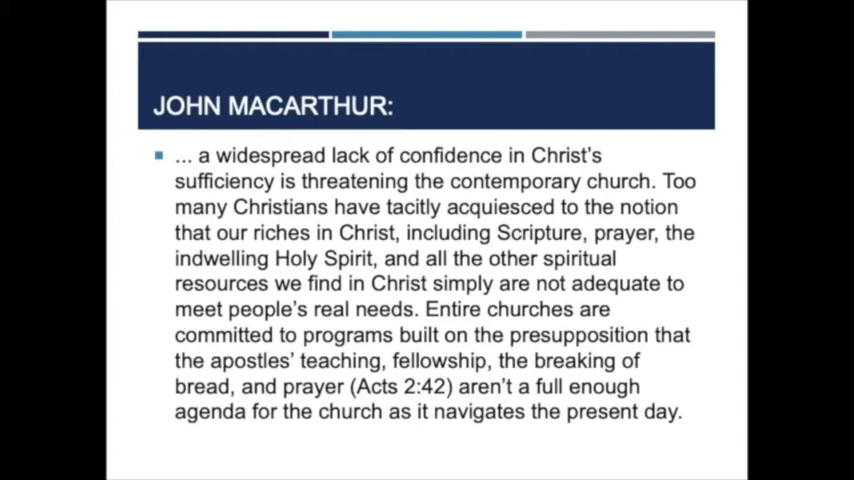 JOHN MACARTHUR:
... a widespread lack of confidence in Christ's
sufficiency is threatening the contemporary church. Too
many Christians have tacitly acquiesced to the notion
that our riches in Christ, including Scripture, prayer, the
indwelling Holy Spirit, and all the other spiritual
resources we find in Christ simply are not adequate to
meet people's real needs. Entire churches are
committed to programs built on the presupposition that
the apostles' teaching, fellowship, the breaking of
bread, and prayer (Acts 2:42) aren't a full enough
agenda for the church as it navigates the present day.